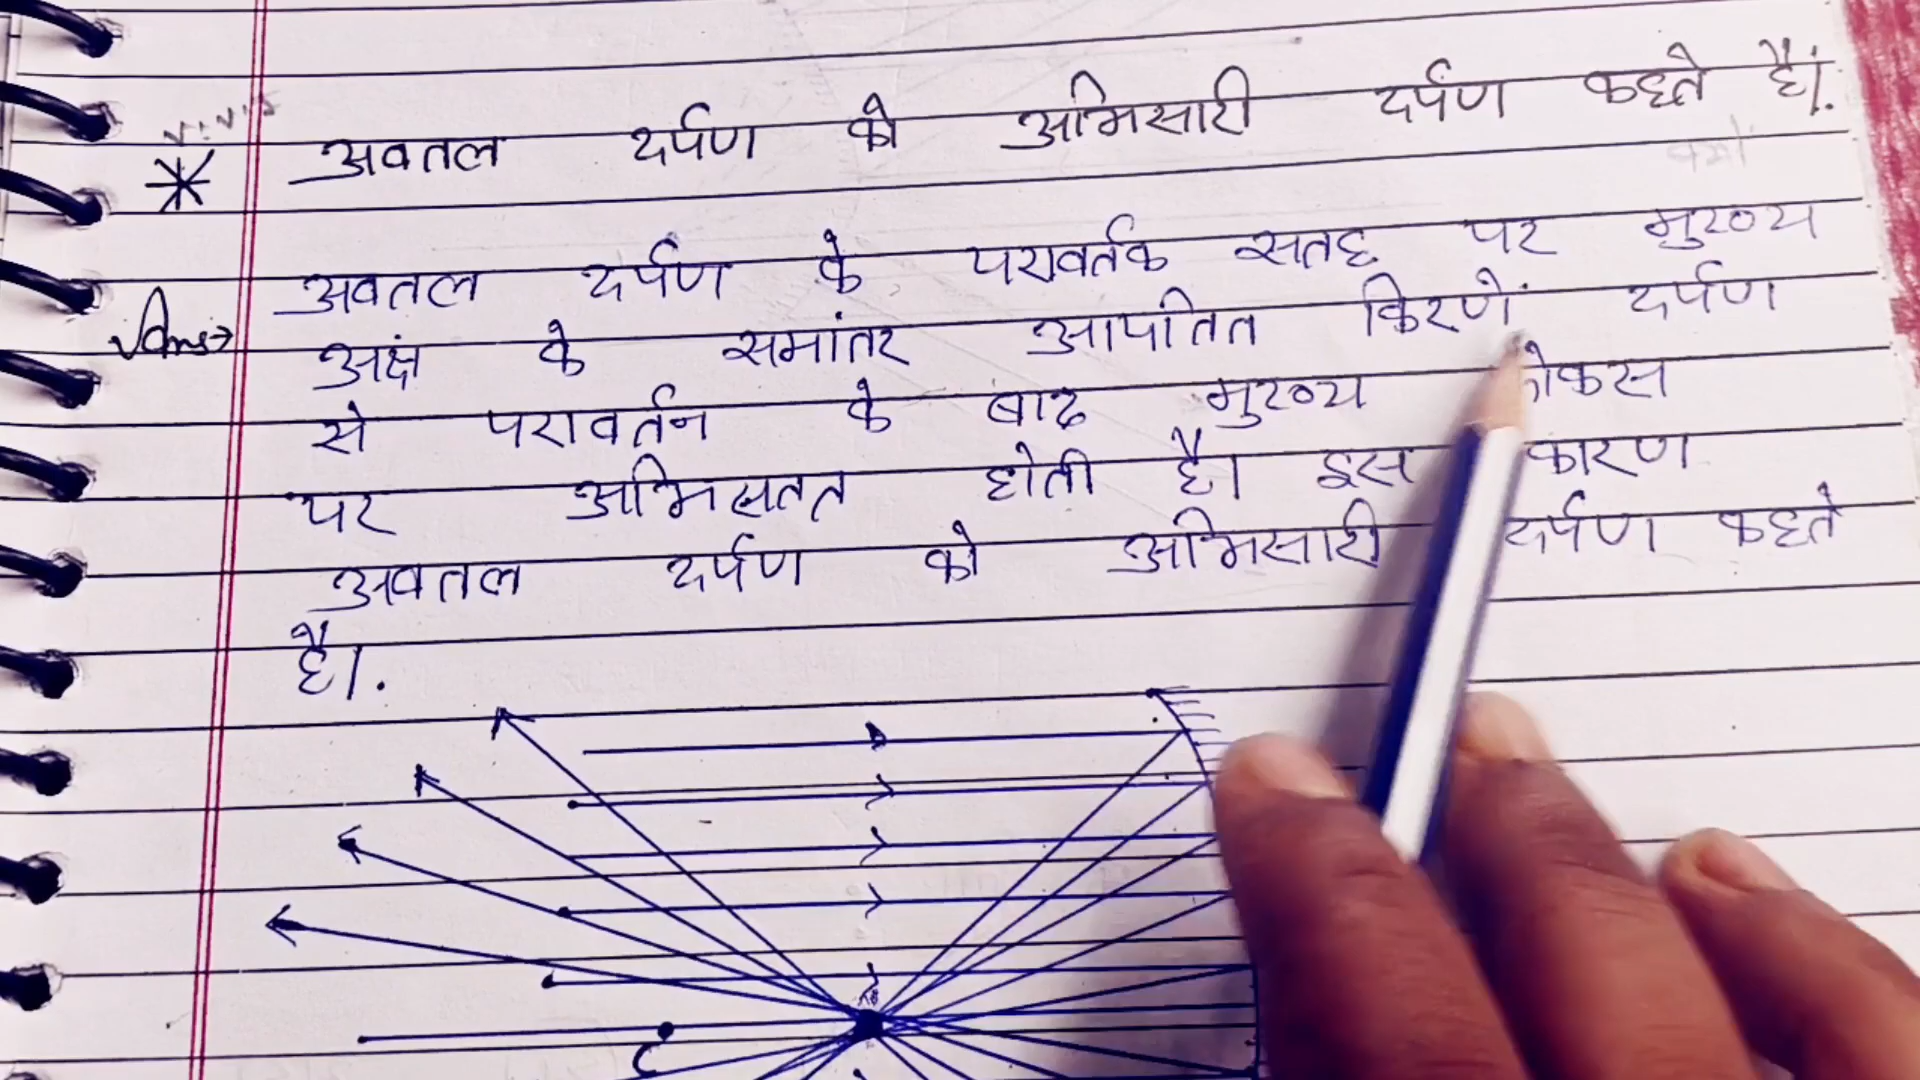 V.V.S
अवतल दर्पण को अभिसारी दर्पण कहते है।.
क्यों
अवतल दर्पण के परावर्तक सतह पर मुख्य
Ans→ अक्ष के समांतर आपतित किरणें दर्पण
से परावर्तन के बाद मुख्य फोकस
पर अभिसतत होती है। इस कारण
अवतल दर्पण को अभिसारी दर्पण कहते
है।.
C